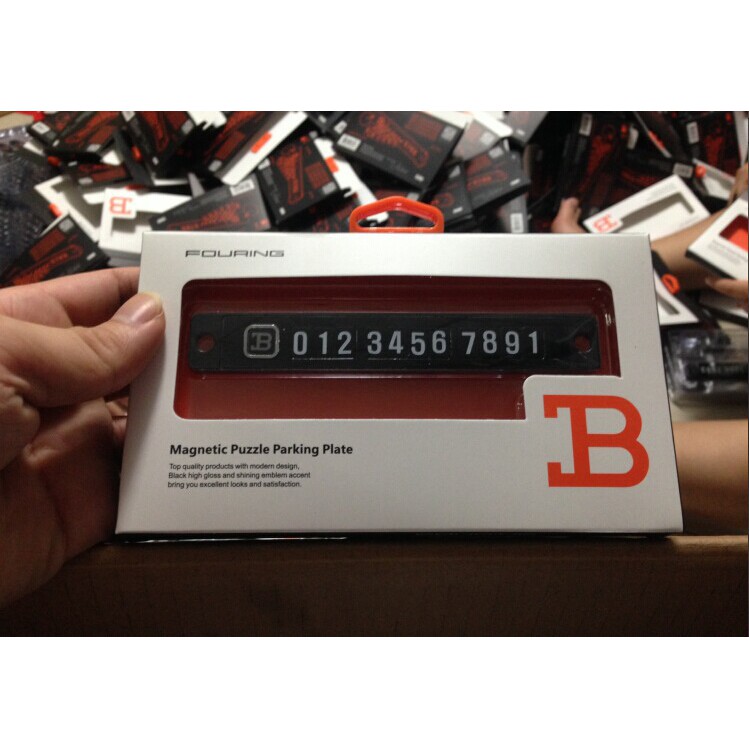 FOURING
B 012 3456 7891
Magnetic Puzzle Parking Plate
Top quality products with modern design,
Black high gloss and shining emblem accent
bring you excellent looks and satisfaction.
B